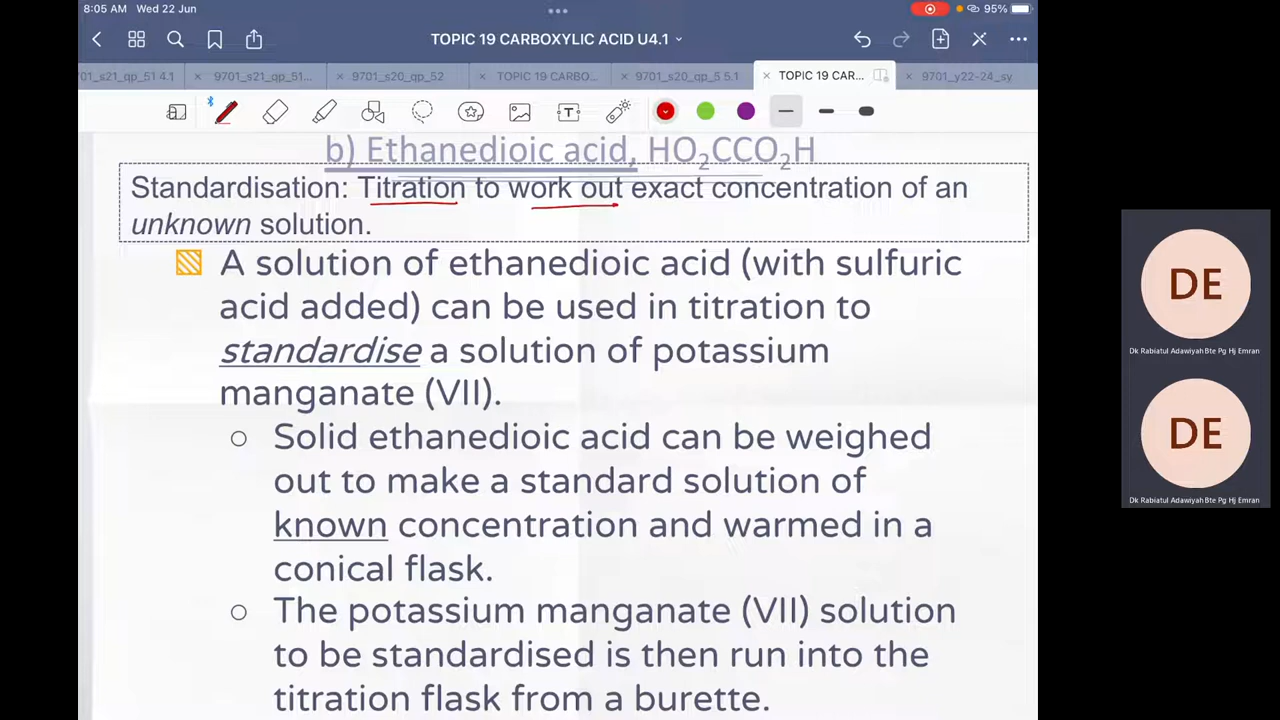 8:05 AM Wed 22 Jun
95%
TOPIC 19 CARBOXYLIC ACID U4.1
01_s21_qp_51 4.1
9701_s21_qp_51...
9701_s20_qp_52
TOPIC 19 CARBO...
9701_s20_qp_5 5.1
TOPIC 19 CAR...
9701_y22-24_sy
b) Ethanedioic acid, HO₂CCO₂H
Standardisation: Titration to work out exact concentration of an
unknown solution.
A solution of ethanedioic acid (with sulfuric
acid added) can be used in titration to
standardise a solution of potassium
manganate (VII).
○ Solid ethanedioic acid can be weighed
out to make a standard solution of
known concentration and warmed in a
conical flask.
○ The potassium manganate (VII) solution
to be standardised is then run into the
titration flask from a burette.
DE
Dk Rabiatul Adawiyah Bte Pg Hj Emran
DE
Dk Rabiatul Adawiyah Bte Pg Hj Emran